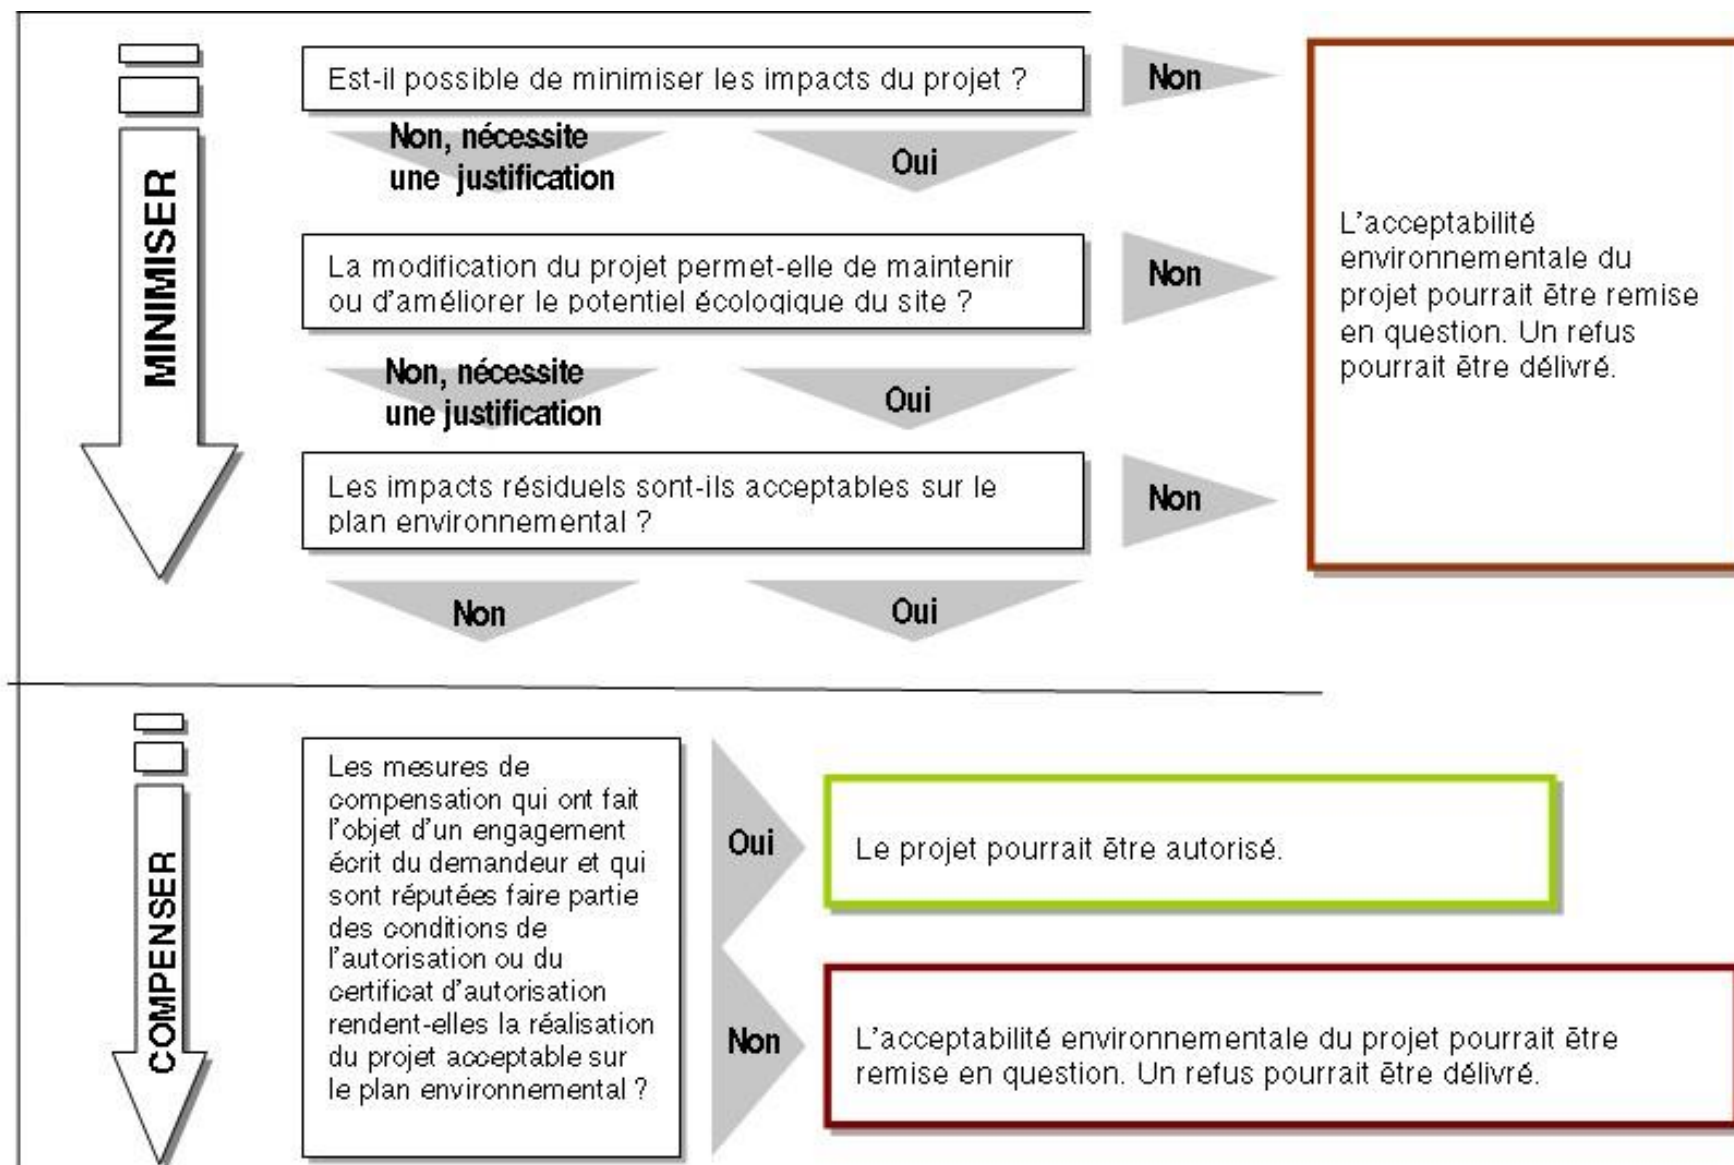 MINIMISER
Est-il possible de minimiser les impacts du projet ?
Non
Non, nécessite
une justification
Oui
La modification du projet permet-elle de maintenir
ou d'améliorer le potentiel écologique du site ?
Non
Non, nécessite
une justification
Oui
Les impacts résiduels sont-ils acceptables sur le
plan environnemental ?
Non
Non
Oui
L'acceptabilité
environnementale du
projet pourrait être remise
en question. Un refus
pourrait être délivré.
COMPENSER
Les mesures de
compensation qui ont fait
l'objet d'un engagement
écrit du demandeur et qui
sont réputées faire partie
des conditions de
l'autorisation ou du
certificat d'autorisation
rendent-elles la réalisation
du projet acceptable sur
le plan environnemental ?
Oui
Le projet pourrait être autorisé.
Non
L'acceptabilité environnementale du projet pourrait être
remise en question. Un refus pourrait être délivré.